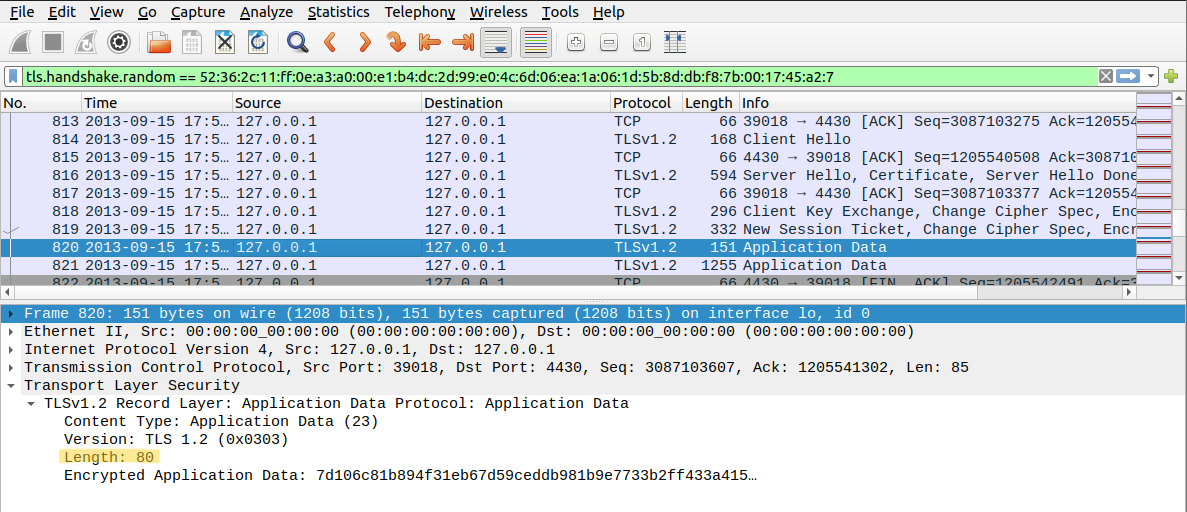 File Edit View Go Capture Analyze Statistics Telephony Wireless Tools Help
tls.handshake.random == 52:36:2c:11:ff:0e:a3:a0:00:e1:b4:dc:2d:99:e0:4c:6d:06:ea:1a:06:1d:5b:8d:db:f8:7b:00:17:45:a2:7
No. Time Source Destination Protocol Length Info
813 2013-09-15 17:5… 127.0.0.1 127.0.0.1 TCP 66 39018 → 4430 [ACK] Seq=3087103275 Ack=120554
814 2013-09-15 17:5… 127.0.0.1 127.0.0.1 TLSv1.2 168 Client Hello
815 2013-09-15 17:5… 127.0.0.1 127.0.0.1 TCP 66 4430 → 39018 [ACK] Seq=1205540508 Ack=308710
816 2013-09-15 17:5… 127.0.0.1 127.0.0.1 TLSv1.2 594 Server Hello, Certificate, Server Hello Done
817 2013-09-15 17:5… 127.0.0.1 127.0.0.1 TCP 66 39018 → 4430 [ACK] Seq=3087103377 Ack=120554
818 2013-09-15 17:5… 127.0.0.1 127.0.0.1 TLSv1.2 296 Client Key Exchange, Change Cipher Spec, Enc
819 2013-09-15 17:5… 127.0.0.1 127.0.0.1 TLSv1.2 332 New Session Ticket, Change Cipher Spec, Encr
820 2013-09-15 17:5… 127.0.0.1 127.0.0.1 TLSv1.2 151 Application Data
821 2013-09-15 17:5… 127.0.0.1 127.0.0.1 TLSv1.2 1255 Application Data
822 2013-09-15 17:5… 127.0.0.1 127.0.0.1 TCP 66 4430 → 39018 [FIN, ACK] Seq=1205542491 Ack=3
Frame 820: 151 bytes on wire (1208 bits), 151 bytes captured (1208 bits) on interface lo, id 0
Ethernet II, Src: 00:00:00_00:00:00 (00:00:00:00:00:00), Dst: 00:00:00_00:00:00 (00:00:00:00:00:00)
Internet Protocol Version 4, Src: 127.0.0.1, Dst: 127.0.0.1
Transmission Control Protocol, Src Port: 39018, Dst Port: 4430, Seq: 3087103607, Ack: 1205541302, Len: 85
Transport Layer Security
TLSv1.2 Record Layer: Application Data Protocol: Application Data
Content Type: Application Data (23)
Version: TLS 1.2 (0x0303)
Length: 80
Encrypted Application Data: 7d106c81b894f31eb67d59ceddb981b9e7733b2ff433a415…